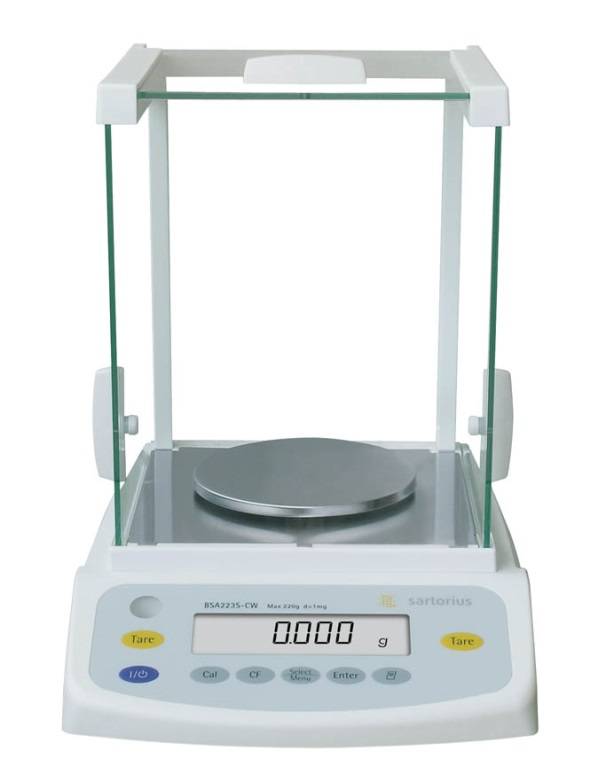 BSA223S-CW Max 220g d=1mg sartorius
0.000 g
Tare Tare
I/⏻ Cal CF Select Menu Enter